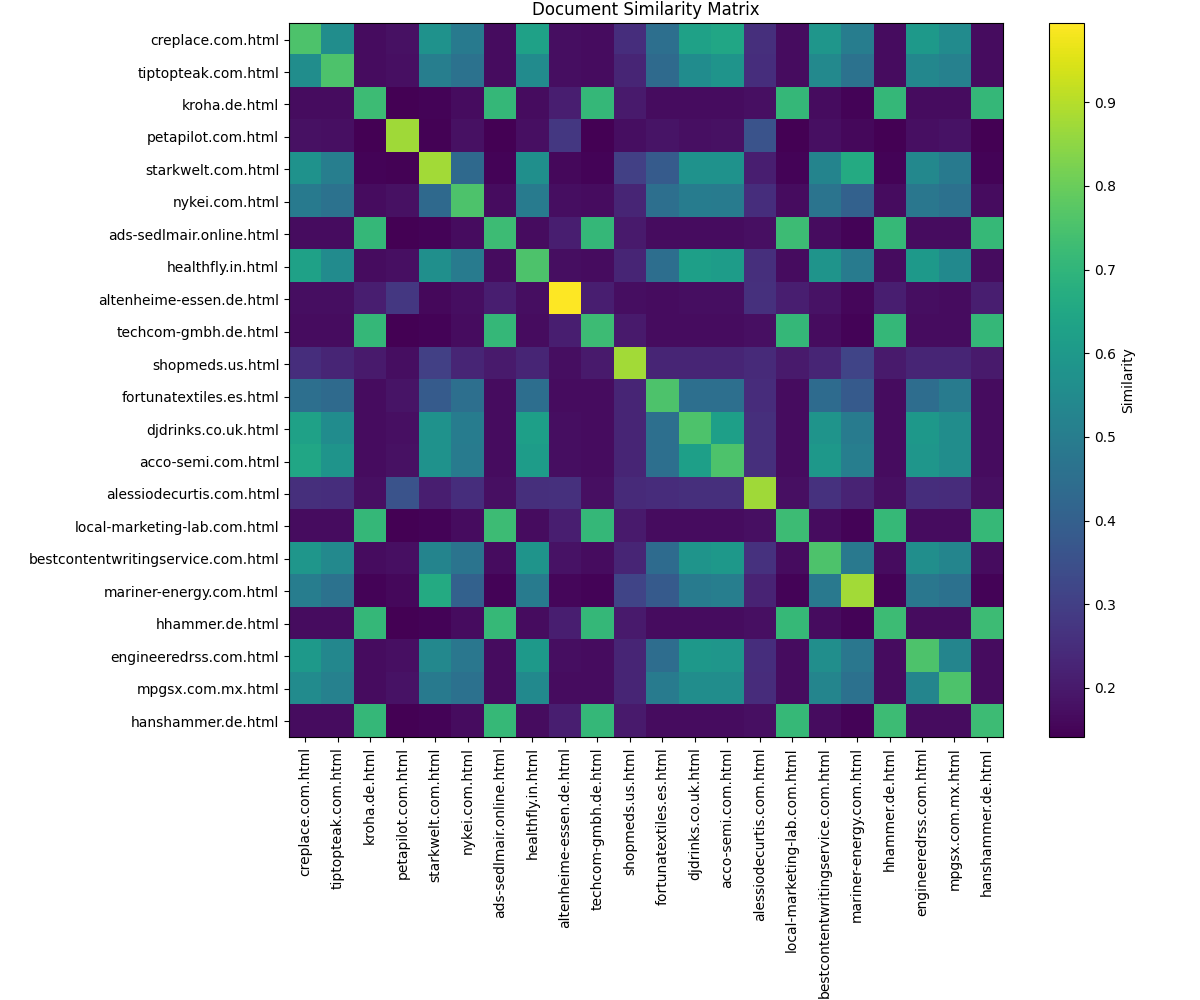 Document Similarity Matrix
creplace.com.html
tiptopteak.com.html
kroha.de.html
petapilot.com.html
starkwelt.com.html
nykei.com.html
ads-sedlmair.online.html
healthfly.in.html
altenheime-essen.de.html
techcom-gmbh.de.html
shopmeds.us.html
fortunatextiles.es.html
djdrinks.co.uk.html
acco-semi.com.html
alessiodecurtis.com.html
local-marketing-lab.com.html
bestcontentwritingservice.com.html
mariner-energy.com.html
hhammer.de.html
engineeredrss.com.html
mpgsx.com.mx.html
hanshammer.de.html
creplace.com.html
tiptopteak.com.html
kroha.de.html
petapilot.com.html
starkwelt.com.html
nykei.com.html
ads-sedlmair.online.html
healthfly.in.html
altenheime-essen.de.html
techcom-gmbh.de.html
shopmeds.us.html
fortunatextiles.es.html
djdrinks.co.uk.html
acco-semi.com.html
alessiodecurtis.com.html
local-marketing-lab.com.html
bestcontentwritingservice.com.html
mariner-energy.com.html
hhammer.de.html
engineeredrss.com.html
mpgsx.com.mx.html
hanshammer.de.html
0.9
0.8
0.7
0.6
0.5
0.4
0.3
0.2
Similarity